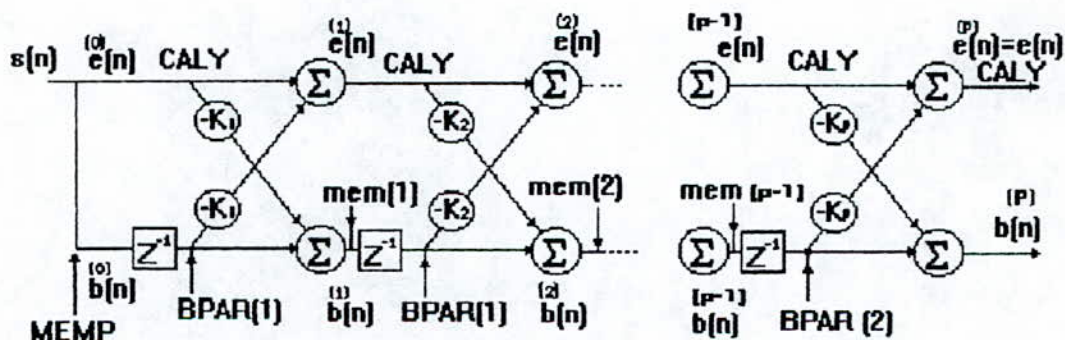 (0) (1) (2) (p-1) (P)
s(n) e(n) CALY e(n) CALY e(n) e(n) CALY e(n)=e(n)
CALY
Σ Σ Σ Σ Σ
-K1 -K2 -Kp
mem(1) mem(2) mem (p-1) (P)
-K1 -K2 -Kp
b(n)
Z⁻¹ Σ Z⁻¹ Σ Σ Z⁻¹ Σ
(0) (1) (2) (p-1)
b(n) BPAR(1) b(n) BPAR(1) b(n) b(n) BPAR (2)
MEMP